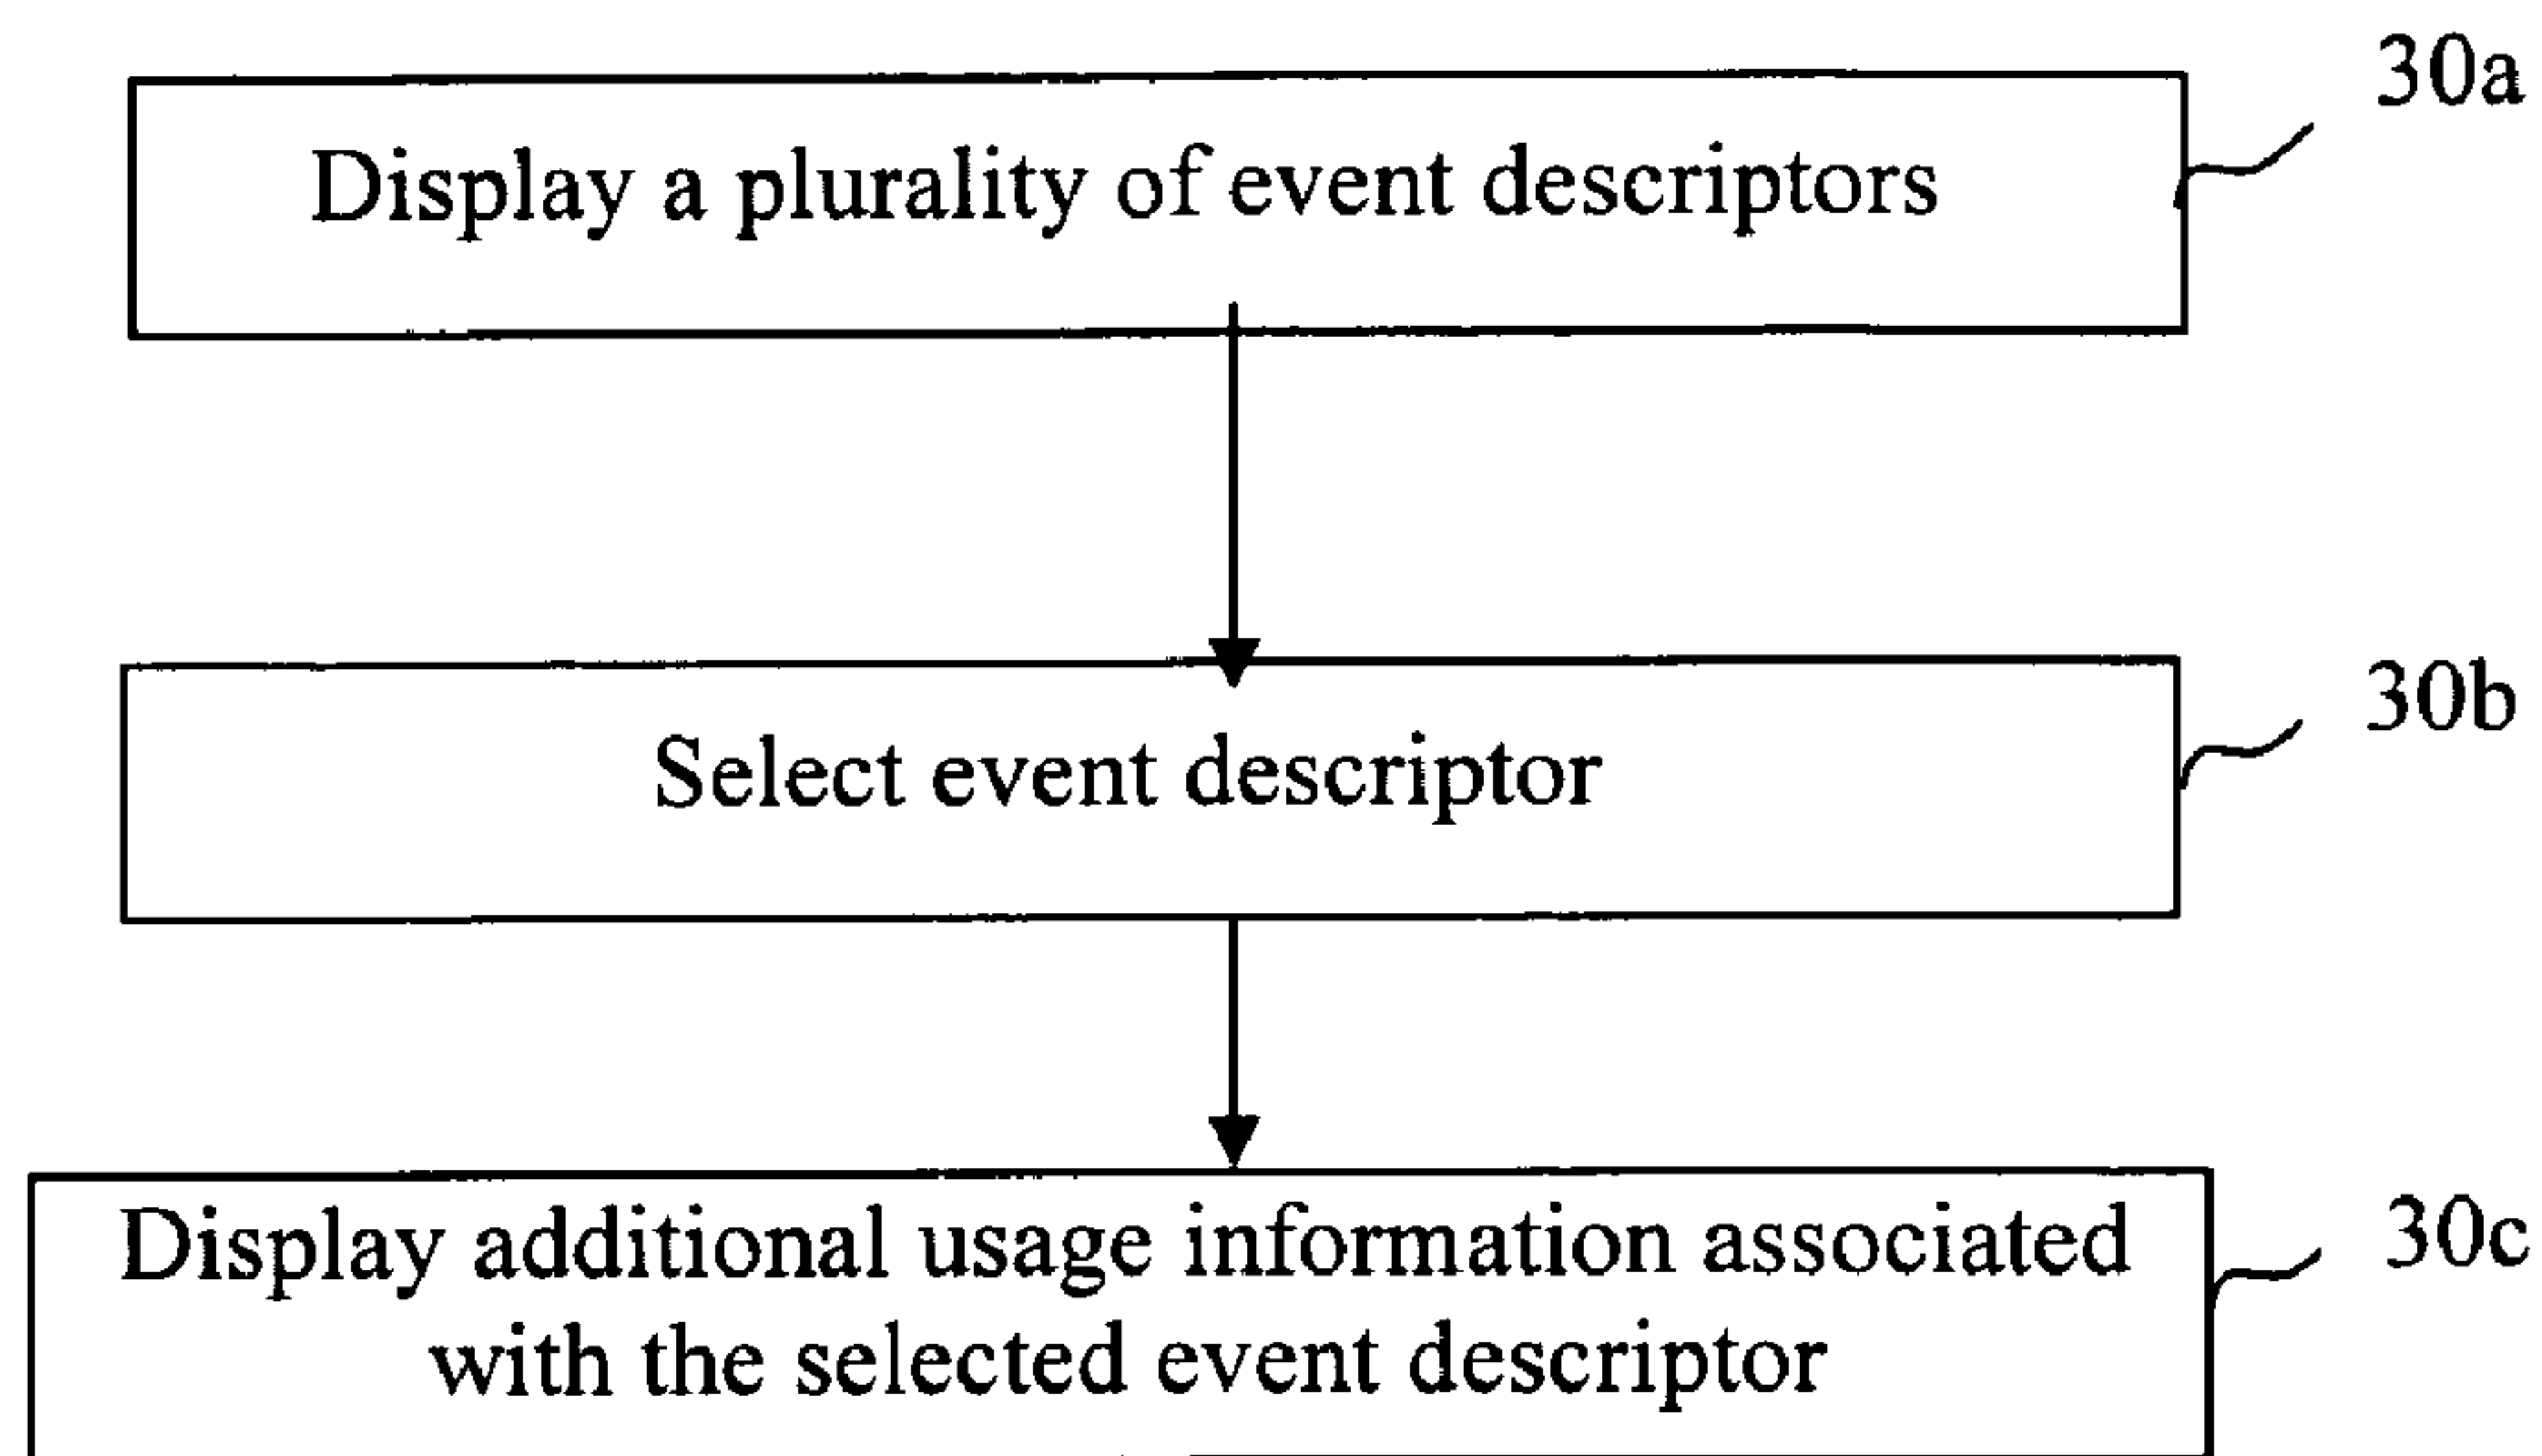 30a
Display a plurality of event descriptors
30b
Select event descriptor
30c
Display additional usage information associated
with the selected event descriptor